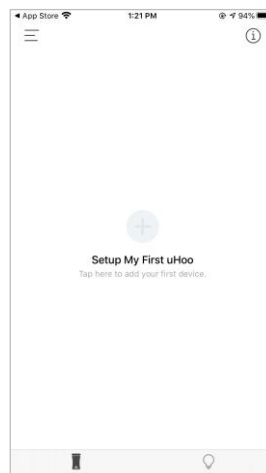 App Store 1:21 PM 94%
Setup My First uHoo
Tap here to add your first device.